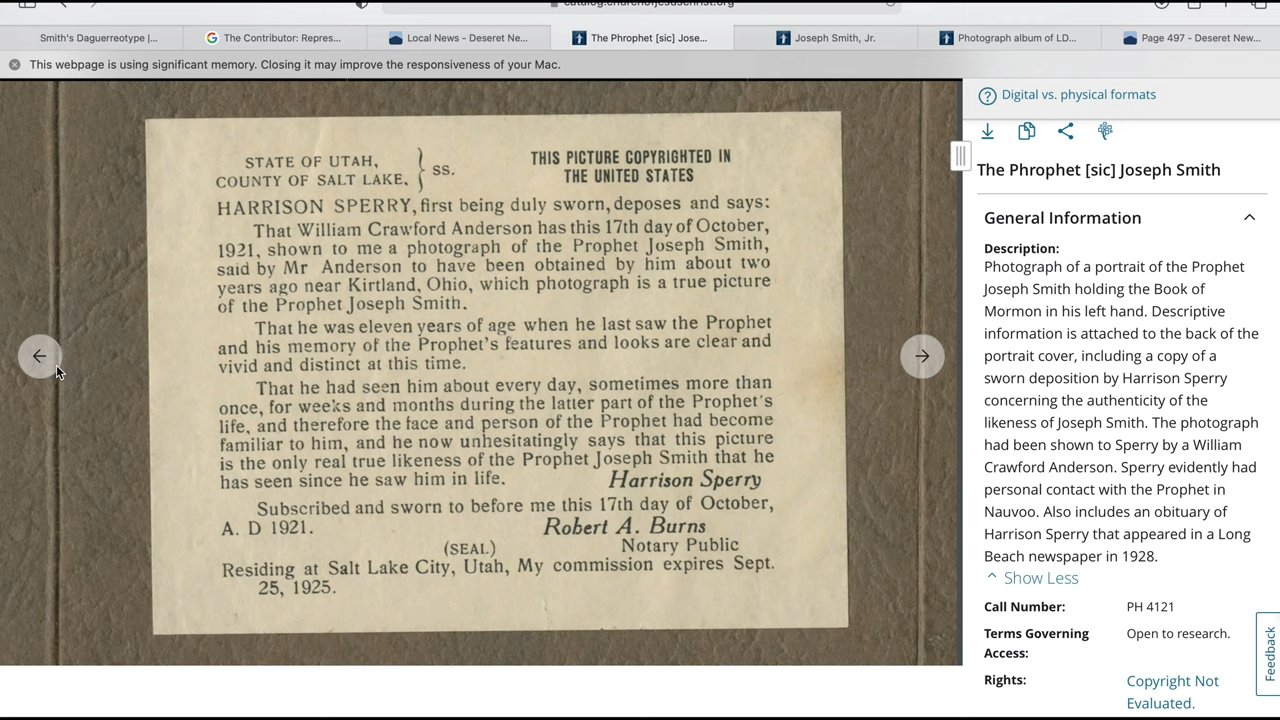 catalog.churchofjesuschrist.org
Smith's Daguerreotype |...
The Contributor: Repres...
Local News - Deseret Ne...
The Phrophet [sic] Jose...
Joseph Smith, Jr.
Photograph album of LD...
Page 497 - Deseret New...
This webpage is using significant memory. Closing it may improve the responsiveness of your Mac.
STATE OF UTAH,
COUNTY OF SALT LAKE,
} ss.
THIS PICTURE COPYRIGHTED IN
THE UNITED STATES
HARRISON SPERRY, first being duly sworn, deposes and says:
That William Crawford Anderson has this 17th day of October,
1921, shown to me a photograph of the Prophet Joseph Smith,
said by Mr Anderson to have been obtained by him about two
years ago near Kirtland, Ohio, which photograph is a true picture
of the Prophet Joseph Smith.
That he was eleven years of age when he last saw the Prophet
and his memory of the Prophet's features and looks are clear and
vivid and distinct at this time.
That he had seen him about every day, sometimes more than
once, for weeks and months during the latter part of the Prophet's
life, and therefore the face and person of the Prophet had become
familiar to him, and he now unhesitatingly says that this picture
is the only real true likeness of the Prophet Joseph Smith that he
has seen since he saw him in life.
Harrison Sperry
Subscribed and sworn to before me this 17th day of October,
A. D 1921.
Robert A. Burns
(SEAL)
Notary Public
Residing at Salt Lake City, Utah, My commission expires Sept.
25, 1925.
Digital vs. physical formats
The Phrophet [sic] Joseph Smith
General Information
Description:
Photograph of a portrait of the Prophet
Joseph Smith holding the Book of
Mormon in his left hand. Descriptive
information is attached to the back of the
portrait cover, including a copy of a
sworn deposition by Harrison Sperry
concerning the authenticity of the
likeness of Joseph Smith. The photograph
had been shown to Sperry by a William
Crawford Anderson. Sperry evidently had
personal contact with the Prophet in
Nauvoo. Also includes an obituary of
Harrison Sperry that appeared in a Long
Beach newspaper in 1928.
Show Less
Call Number: PH 4121
Terms Governing Open to research.
Access:
Rights: Copyright Not
Evaluated.
Feedback